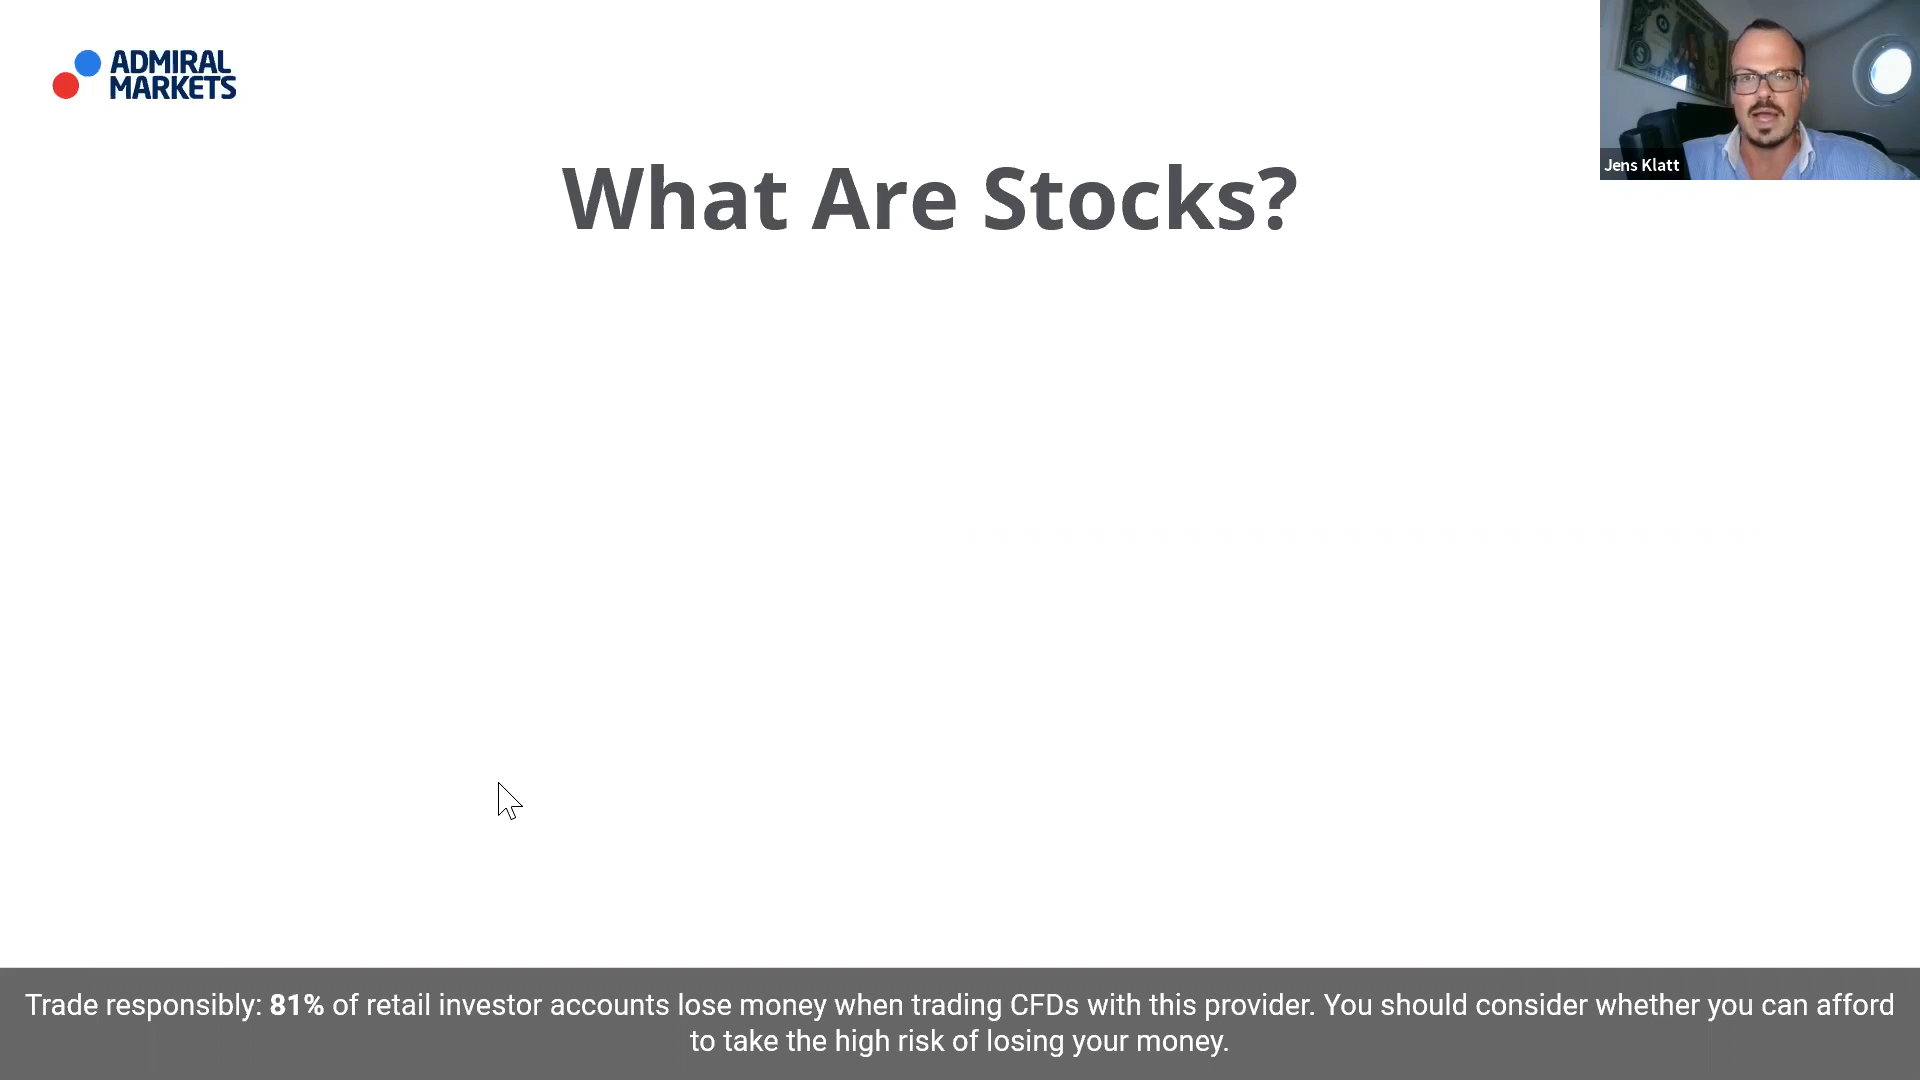 ADMIRAL
MARKETS
Jens Klatt
What Are Stocks?
Trade responsibly: 81% of retail investor accounts lose money when trading CFDs with this provider. You should consider whether you can afford
to take the high risk of losing your money.